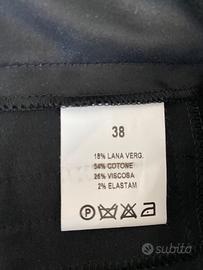 38
18% LANA VERG.
54% COTONE
26% VISCOSA
2% ELASTAM
P
subito